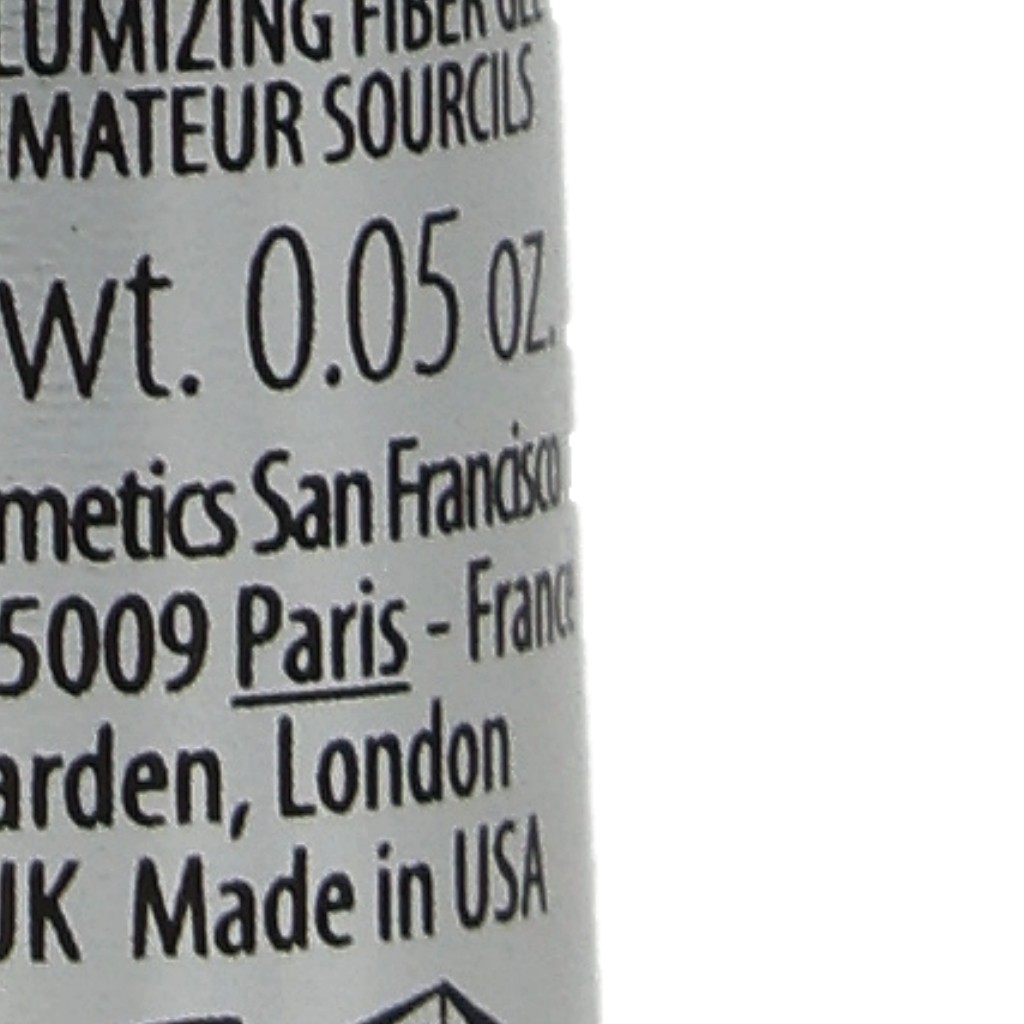 LUMIZING FIBER GEL
MATEUR SOURCILS
wt. 0.05 oz.
metics San Francisco
5009 Paris - France
arden, London
UK Made in USA